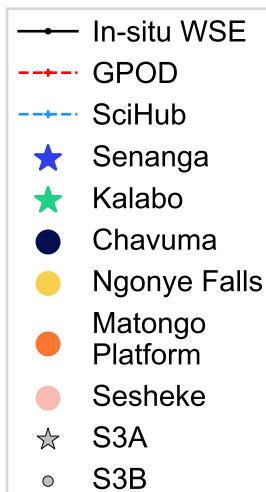 In-situ WSE
GPOD
SciHub
Senanga
Kalabo
Chavuma
Ngonye Falls
Matongo
Platform
Sesheke
S3A
S3B